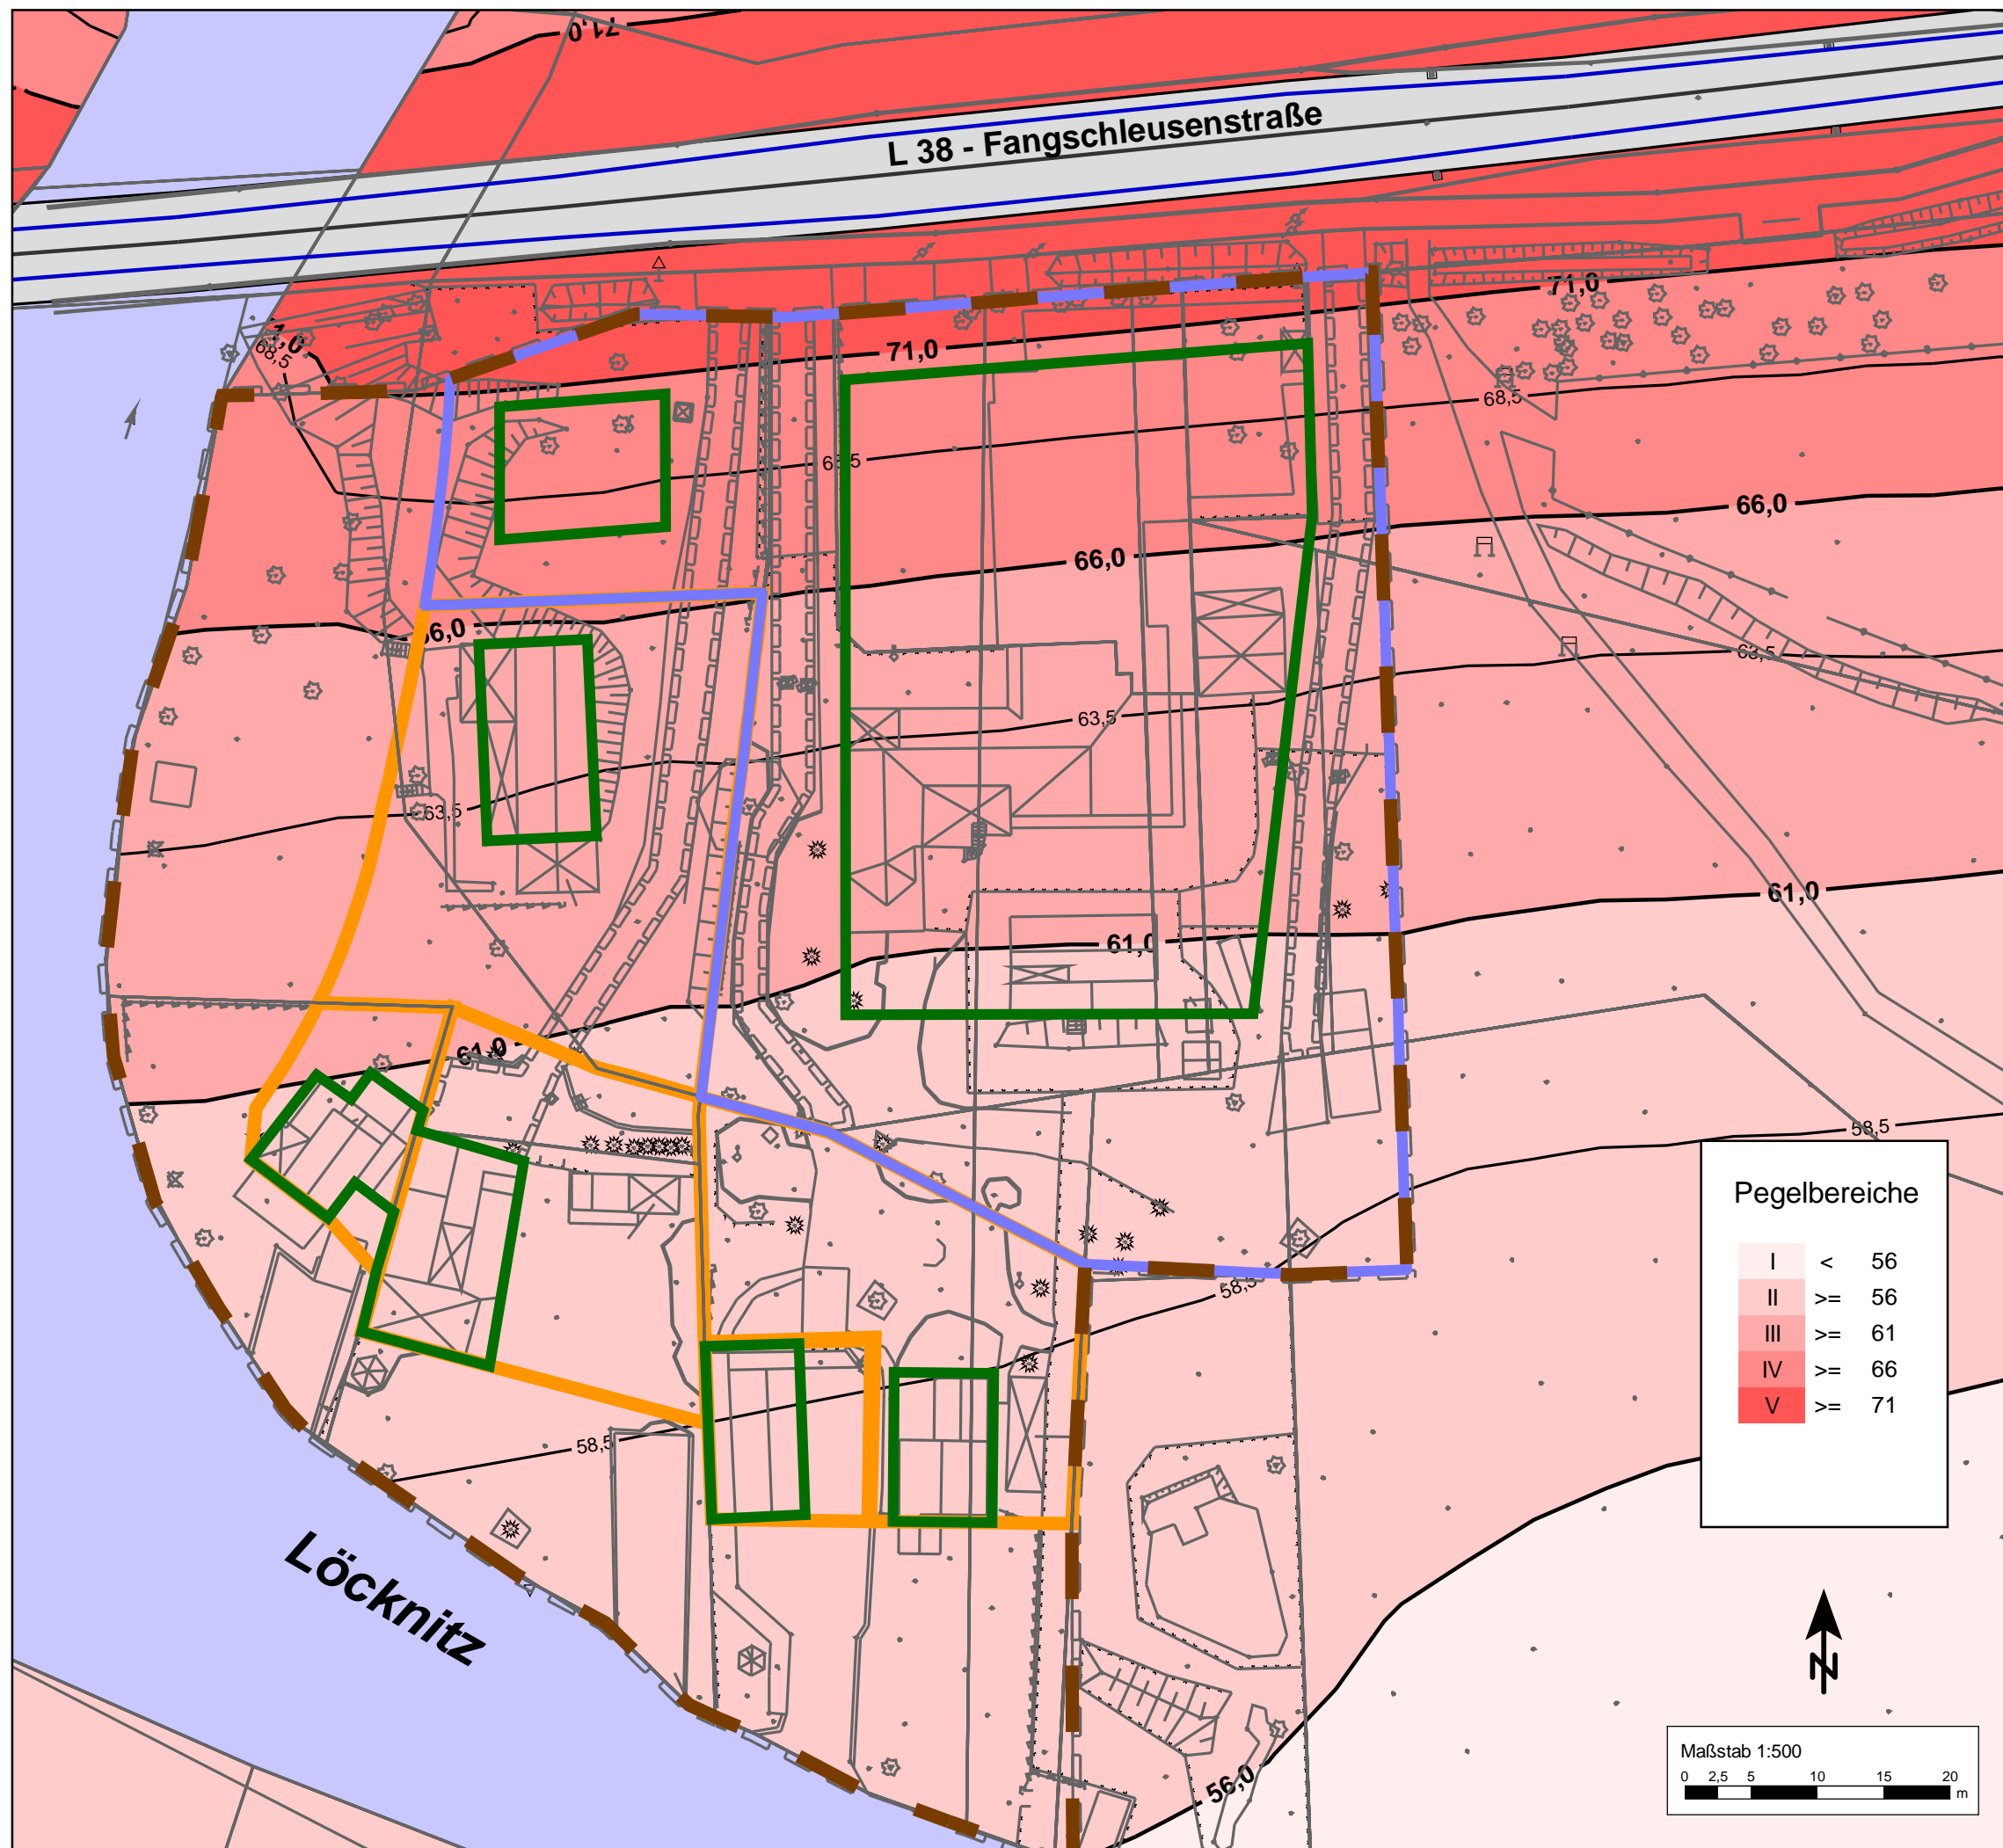 71,0
L 38 - Fangschleusenstraße
71,0
68,5
71,0
68,5
68,5
66,0
66,0
66,0
63,5
63,5
63,5
61,0
61,0
61,0
58,5
58,5
58,5
56,0
Löcknitz
Pegelbereiche
I < 56
II >= 56
III >= 61
IV >= 66
V >= 71
N
Maßstab 1:500
0 2,5 5 10 15 20
m